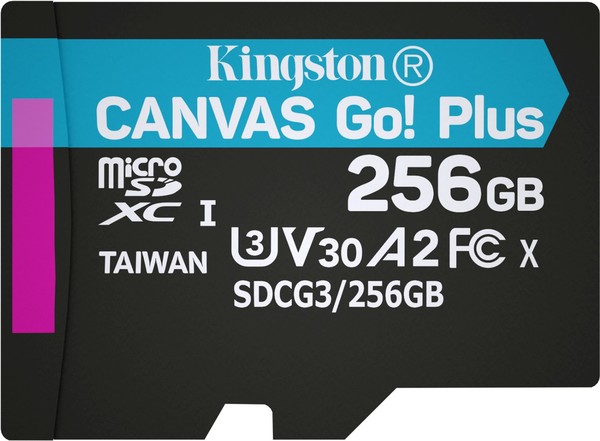 Kingston®
CANVAS Go! Plus
micro SD XC I
256GB
TAIWAN U3 V30 A2 FC X
SDCG3/256GB